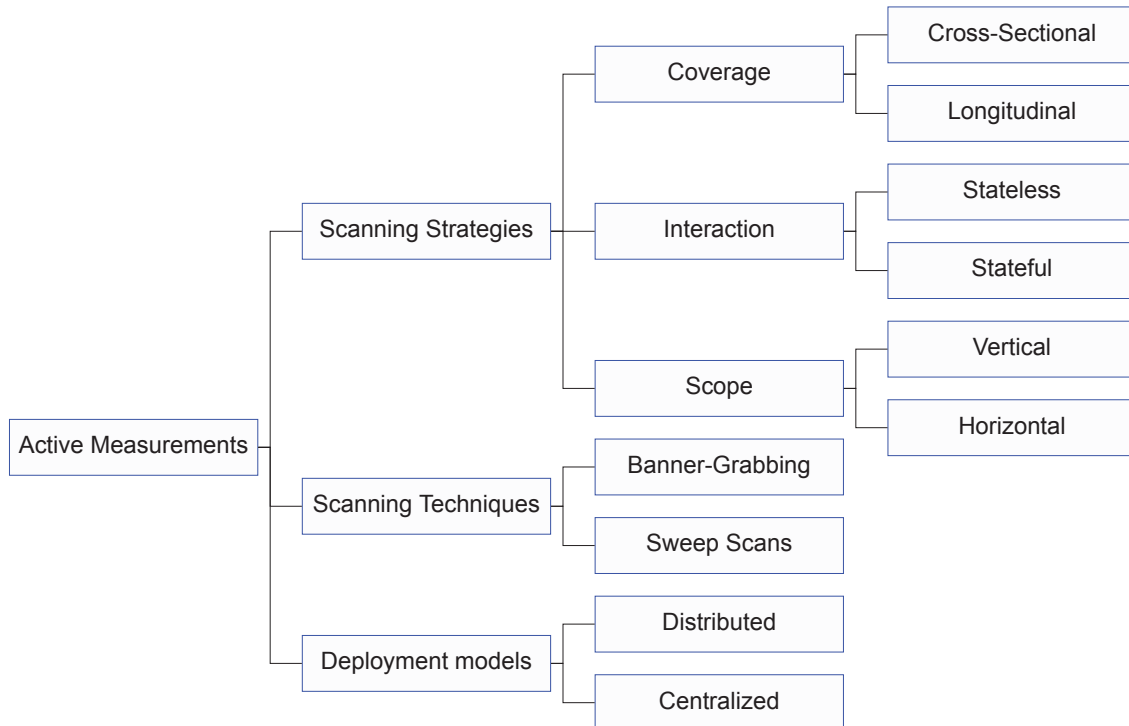 Cross-Sectional
Coverage
Longitudinal
Stateless
Scanning Strategies
Interaction
Stateful
Vertical
Scope
Active Measurements
Horizontal
Banner-Grabbing
Scanning Techniques
Sweep Scans
Distributed
Deployment models
Centralized